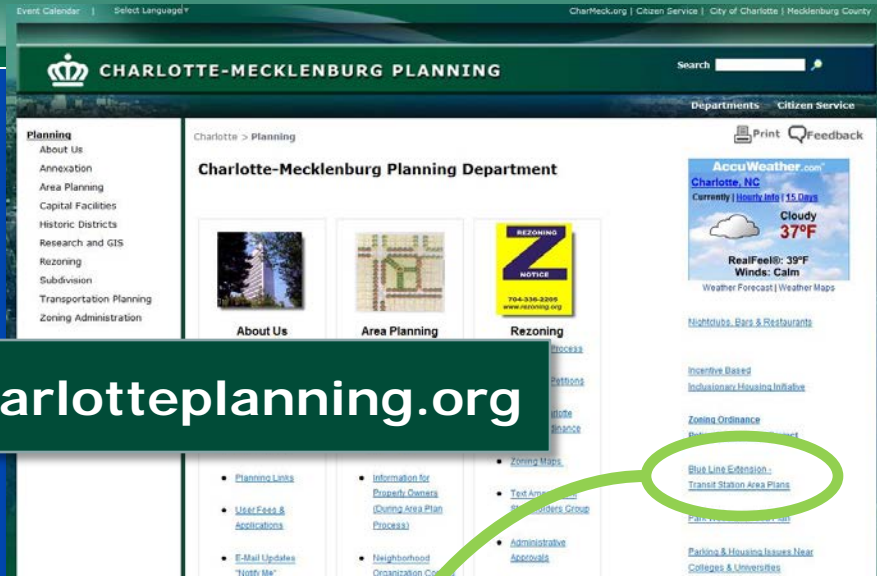 Event Calendar | Select Language▼
CharMeck.org | Citizen Service | City of Charlotte | Mecklenburg County
CHARLOTTE-MECKLENBURG PLANNING
Search
Departments Citizen Service
Planning
About Us
Annexation
Area Planning
Capital Facilities
Historic Districts
Research and GIS
Rezoning
Subdivision
Transportation Planning
Zoning Administration
Charlotte > Planning
Print Feedback
Charlotte-Mecklenburg Planning Department
REZONING
Z
NOTICE
704-336-2205
www.rezoning.org
About Us
Area Planning
Rezoning
Process
Petitions
arlotteplanning.org
Planning Links
User Fees &
Applications
E-Mail Updates
"Notify Me"
Information for
Property Owners
(During Area Plan
Process)
Neighborhood
Organization
Zoning Maps
Text
Group
Administrative
Approvals
AccuWeather.com
Charlotte, NC
Currently | Hourly Info | 15 Days
Cloudy
37°F
RealFeel®: 39°F
Winds: Calm
Weather Forecast | Weather Maps
Nightclubs, Bars & Restaurants
Incentive Based
Inclusionary Housing Initiative
Zoning Ordinance
Blue Line Extension -
Transit Station Area Plans
Parking & Housing Issues Near
Colleges & Universities